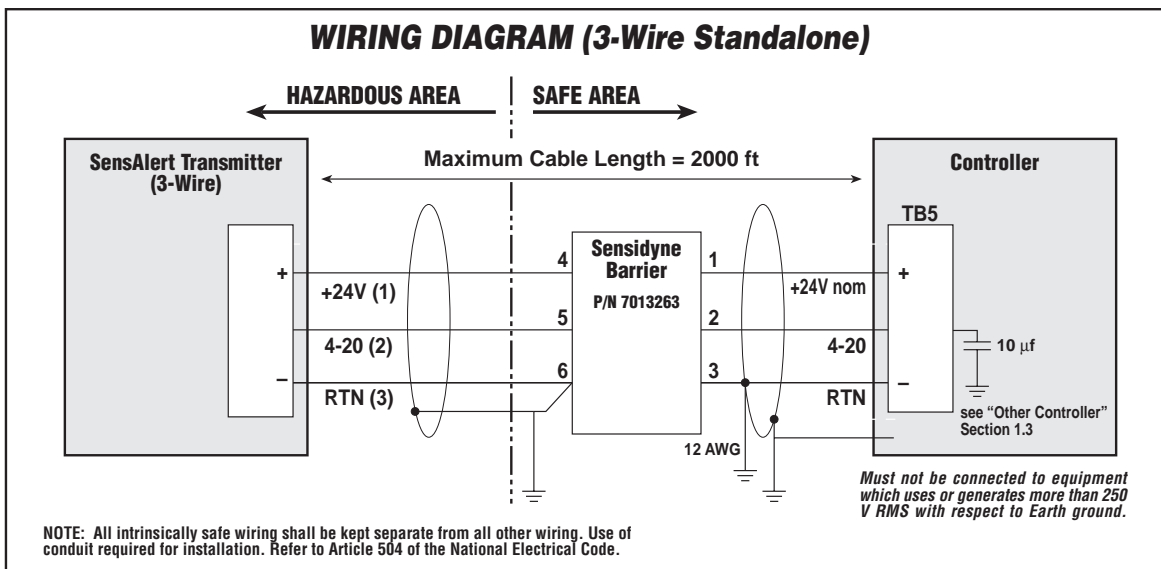 WIRING DIAGRAM (3-Wire Standalone)
HAZARDOUS AREA
SAFE AREA
SensAlert Transmitter
(3-Wire)
Maximum Cable Length = 2000 ft
Controller
TB5
Sensidyne
Barrier
P/N 7013263
+
+24V (1)
4
1
+24V nom
+
4-20 (2)
5
2
4-20
10 µf
−
RTN (3)
6
3
RTN
−
12 AWG
see “Other Controller”
Section 1.3
Must not be connected to equipment
which uses or generates more than 250
V RMS with respect to Earth ground.
NOTE: All intrinsically safe wiring shall be kept separate from all other wiring. Use of
conduit required for installation. Refer to Article 504 of the National Electrical Code.